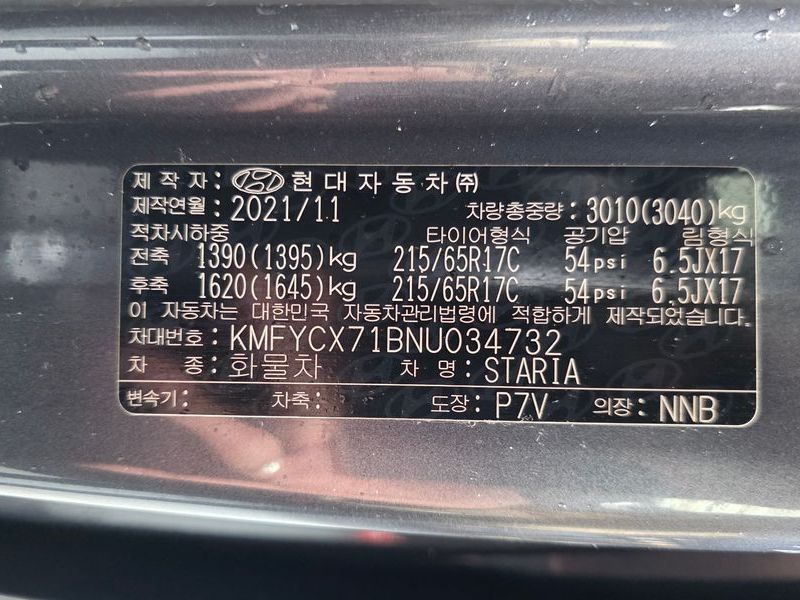 제 작 자 : 현대자동차㈜
제작연월 : 2021/11 차량총중량 : 3010(3040)kg
적차시하중 타이어형식 공기압 림형식
전축 1390(1395)kg 215/65R17C 54psi 6.5JX17
후축 1620(1645)kg 215/65R17C 54psi 6.5JX17
이 자동차는 대한민국 자동차관리법령에 적합하게 제작되었습니다.
차대번호 : KMFYCX71BNU034732
차 종 : 화물차 차 명 : STARIA
변속기 : 차축 : 도장 : P7V 의장 : NNB